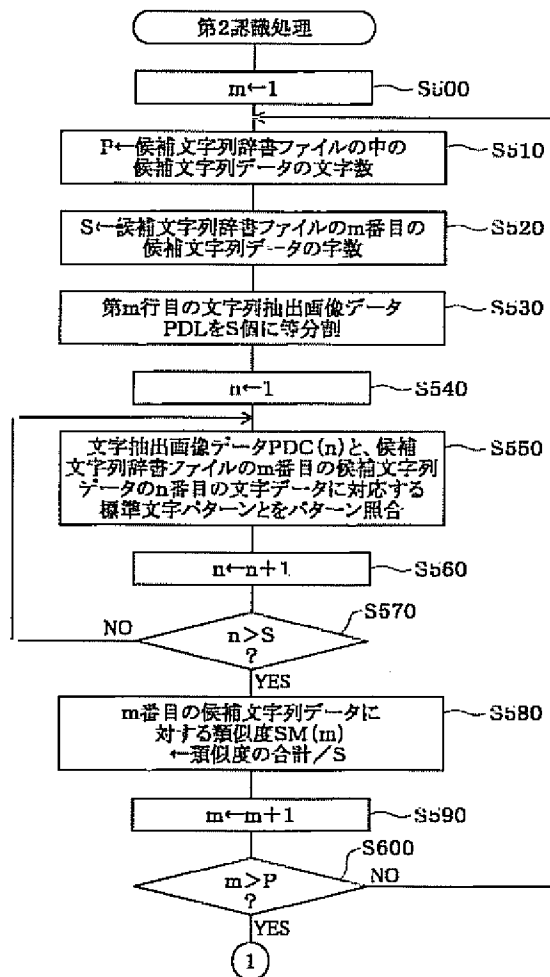 第2認識処理
m←1
S500
P←候補文字列辞書ファイルの中の
候補文字列データの文字数
S510
S←候補文字列辞書ファイルのm番目の
候補文字列データの字数
S520
第m行目の文字列抽出画像データ
PDLをS個に等分割
S530
n←1
S540
文字抽出画像データPDC(n)と、候補
文字列辞書ファイルのm番目の候補文字列
データのn番目の文字データに対応する
標準文字パターンとをパターン照合
S550
n←n+1
S560
S570
NO
n>S
?
YES
m番目の候補文字列データに
対する類似度SM(m)
←類似度の合計/S
S580
m←m+1
S590
S600
m>P
?
NO
YES
1